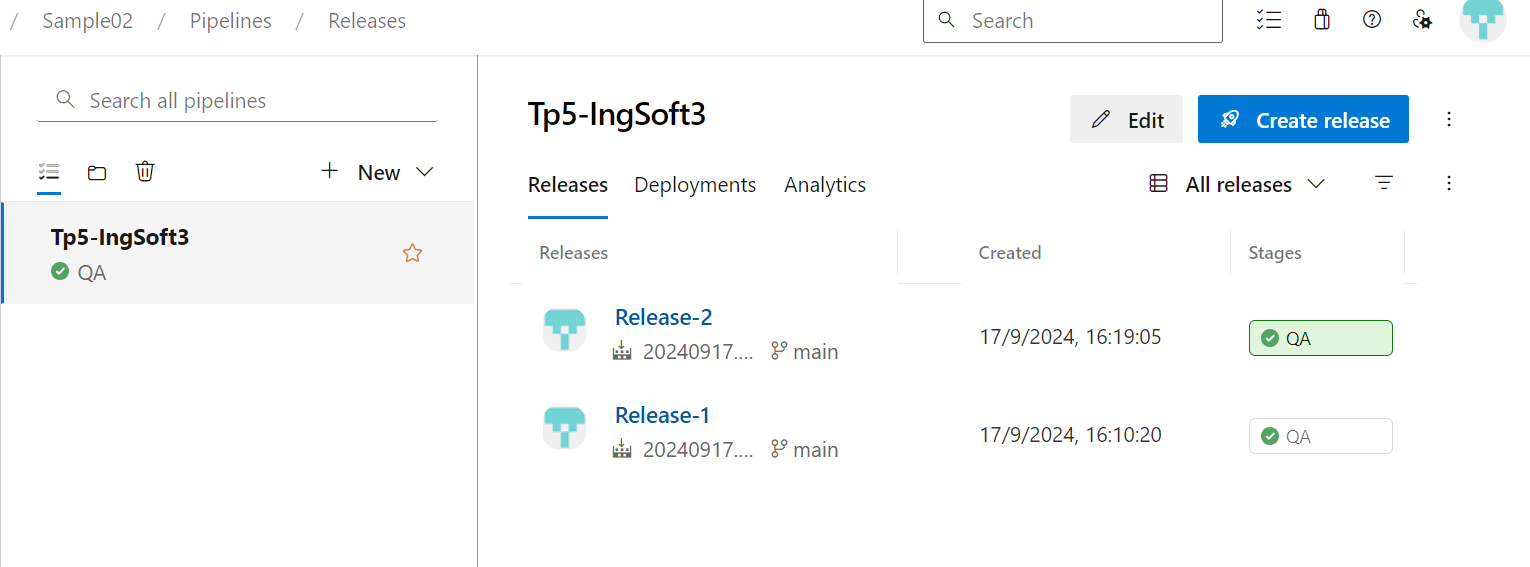 / Sample02 / Pipelines / Releases
Search
Search all pipelines
New
Tp5-IngSoft3
QA
Tp5-IngSoft3
Edit
Create release
Releases Deployments Analytics
All releases
Releases Created Stages
Release-2
20240917.... main
17/9/2024, 16:19:05
QA
Release-1
20240917.... main
17/9/2024, 16:10:20
QA